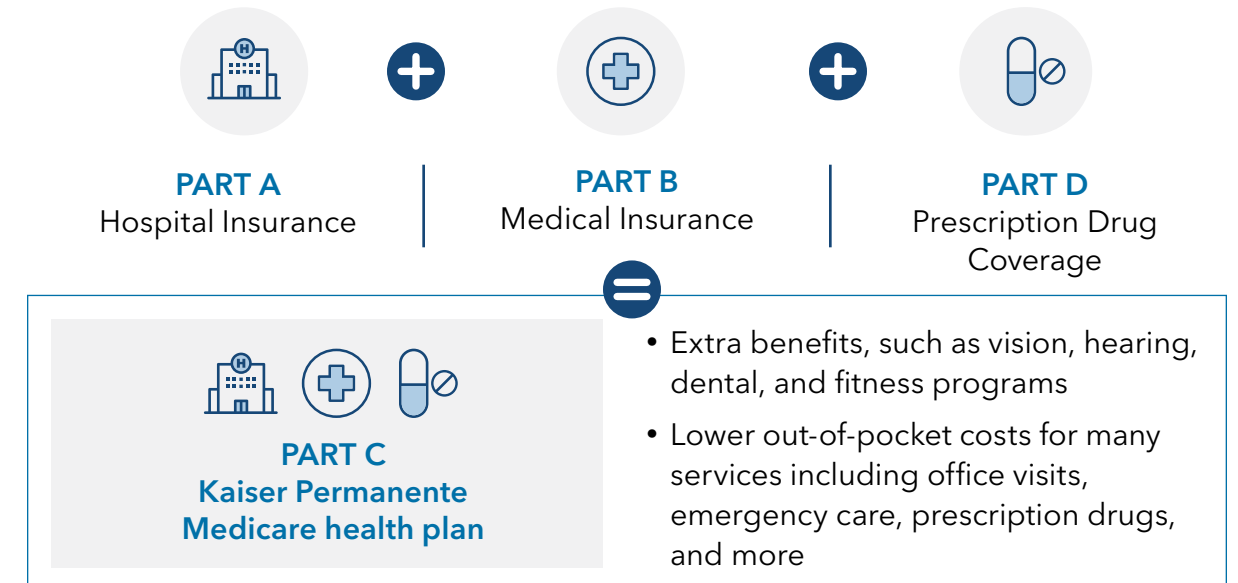 PART A
Hospital Insurance
PART B
Medical Insurance
PART D
Prescription Drug
Coverage
H
H
PART C
Kaiser Permanente
Medicare health plan
• Extra benefits, such as vision, hearing,
dental, and fitness programs
• Lower out-of-pocket costs for many
services including office visits,
emergency care, prescription drugs,
and more